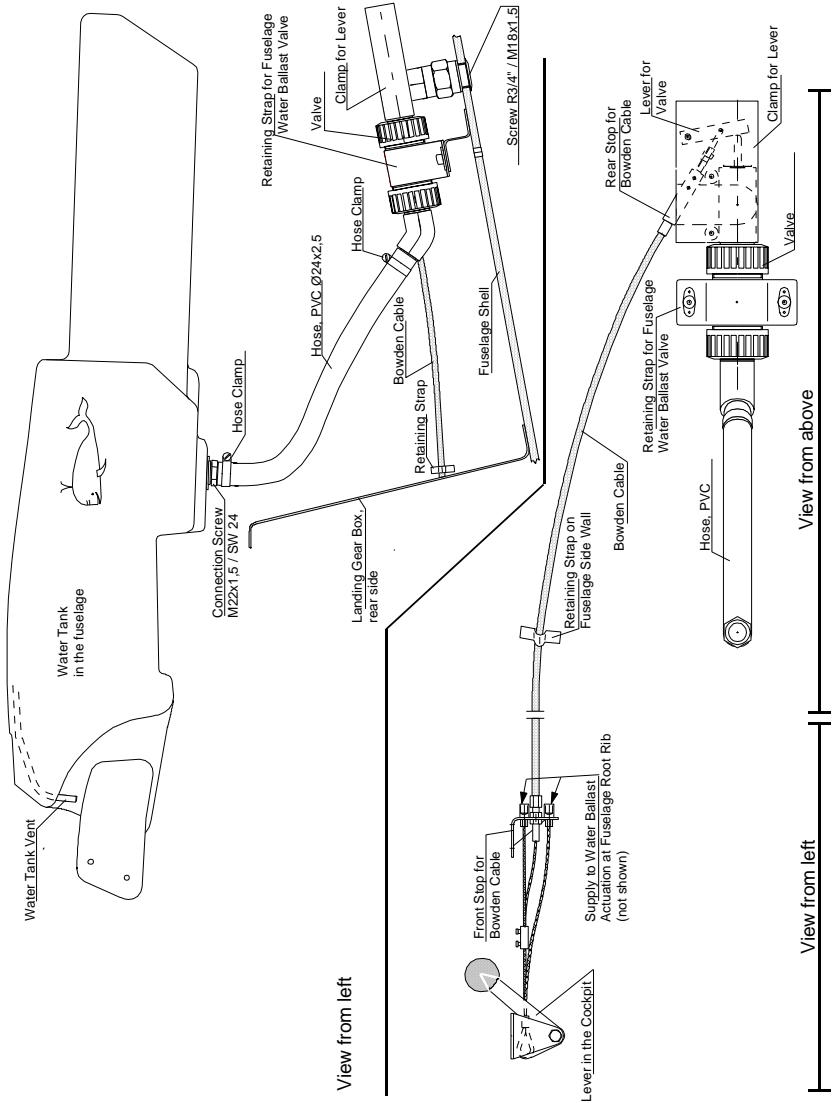 Water Tank Vent
Water Tank
in the fuselage
Connection Screw
M22x1,5 / SW 24
Hose Clamp
Landing Gear Box,
rear side
Retaining Strap
Bowden Cable
Hose, PVC Ø24x2,5
Hose Clamp
Retaining Strap for Fuselage
Water Ballast Valve
Valve
Clamp for Lever
Fuselage Shell
Screw R3/4" / M18x1.5
View from left
Lever in the Cockpit
Front Stop for
Bowden Cable
Supply to Water Ballast
Actuation at Fuselage Root Rib
(not shown)
Retaining Strap on
Fuselage Side Wall
Bowden Cable
Rear Stop for
Bowden Cable
Lever for
Valve
Clamp for Lever
Retaining Strap for Fuselage
Water Ballast Valve
Valve
Hose, PVC
View from left
View from above